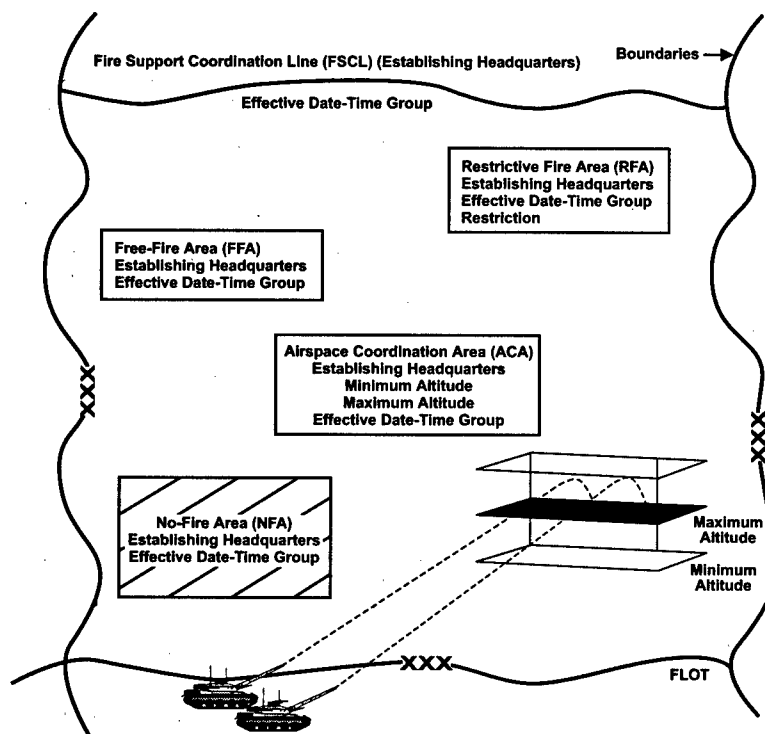 Fire Support Coordination Line (FSCL) (Establishing Headquarters)
Boundaries
Effective Date-Time Group
Restrictive Fire Area (RFA)
Establishing Headquarters
Effective Date-Time Group
Restriction
Free-Fire Area (FFA)
Establishing Headquarters
Effective Date-Time Group
Airspace Coordination Area (ACA)
Establishing Headquarters
Minimum Altitude
Maximum Altitude
Effective Date-Time Group
XXX
XXX
No-Fire Area (NFA)
Establishing Headquarters
Effective Date-Time Group
Maximum
Altitude
Minimum
Altitude
XXX
FLOT